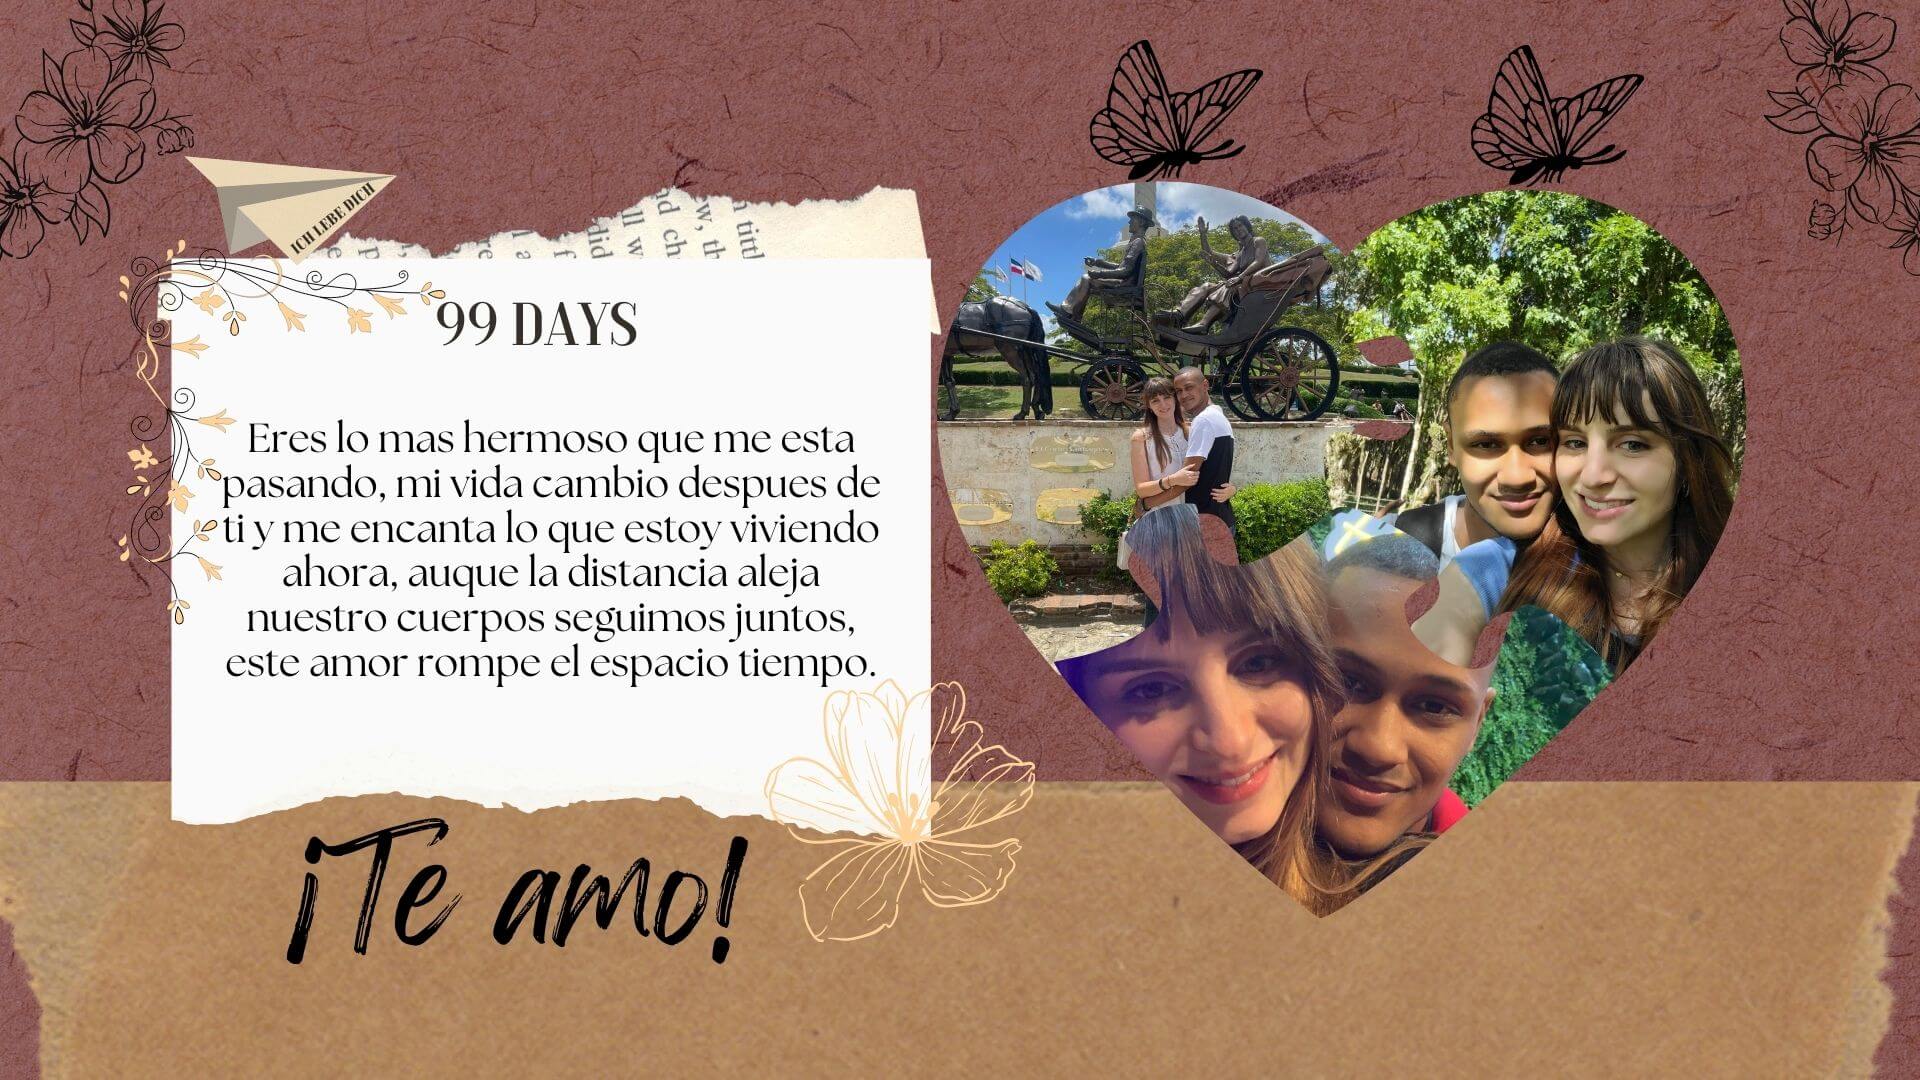 ICH LEBE DICH
99 DAYS
Eres lo mas hermoso que me esta
pasando, mi vida cambio despues de
ti y me encanta lo que estoy viviendo
ahora, auque la distancia aleja
nuestro cuerpos seguimos juntos,
este amor rompe el espacio tiempo.
¡Te amo!